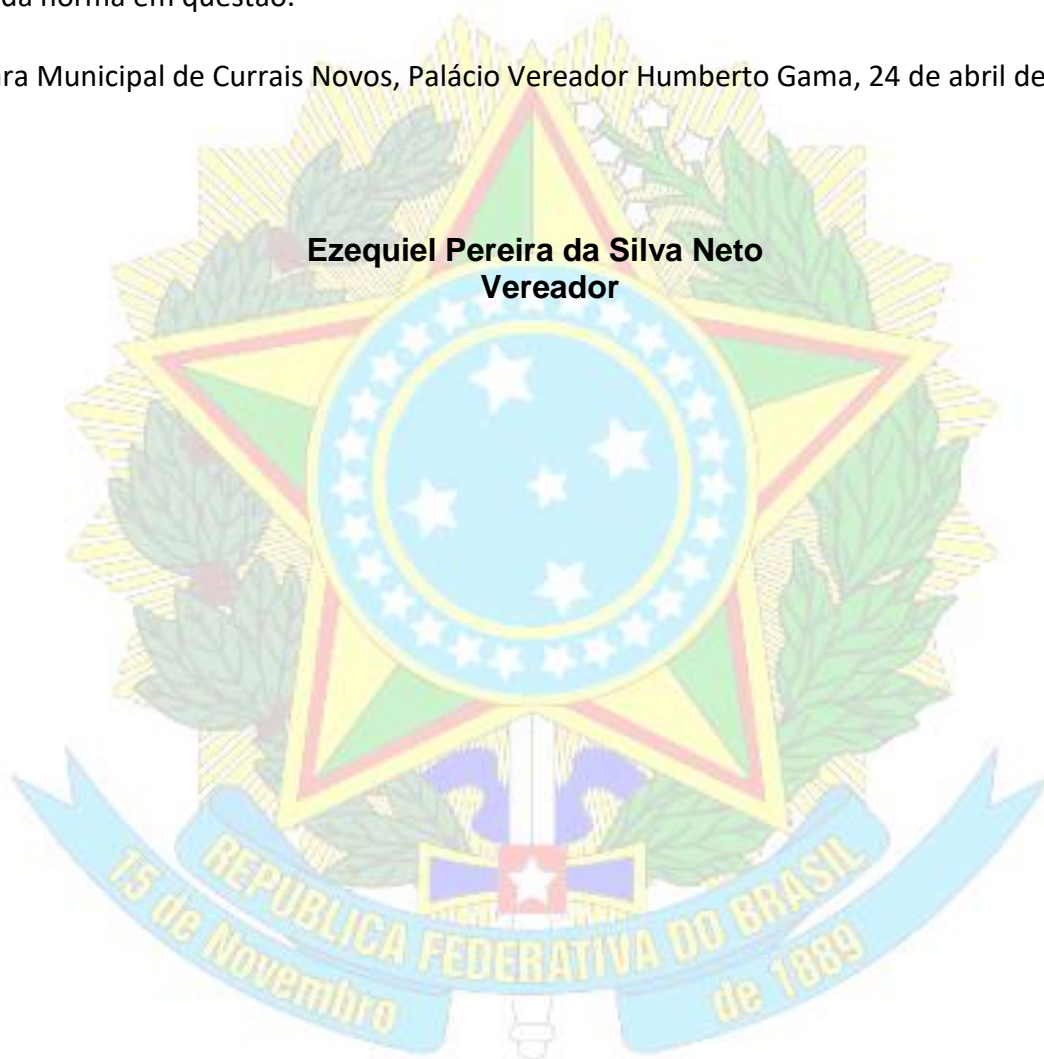 da norma em questão.
ra Municipal de Currais Novos, Palácio Vereador Humberto Gama, 24 de abril de
Ezequiel Pereira da Silva Neto
Vereador
REPUBLICA FEDERATIVA DO BRASIL
15 de Novembro
de 1889